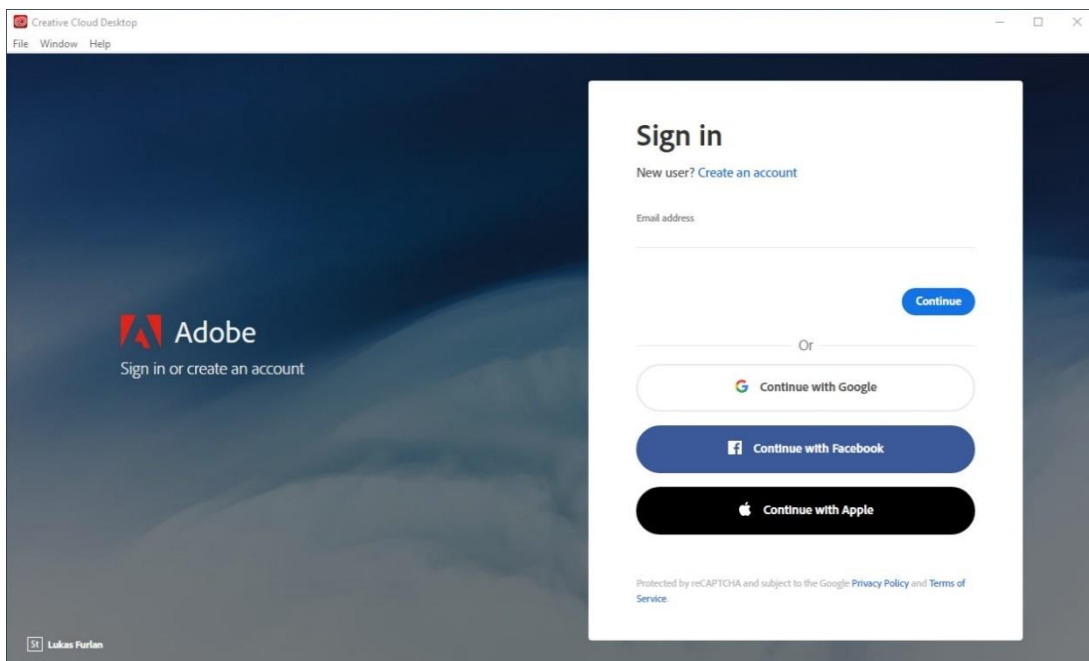 Creative Cloud Desktop
File Window Help
Sign in
New user? Create an account
Email address
Continue
Or
Continue with Google
Continue with Facebook
Continue with Apple
Protected by reCAPTCHA and subject to the Google Privacy Policy and Terms of
Service.
Adobe
Sign in or create an account
St Lukas Furlan